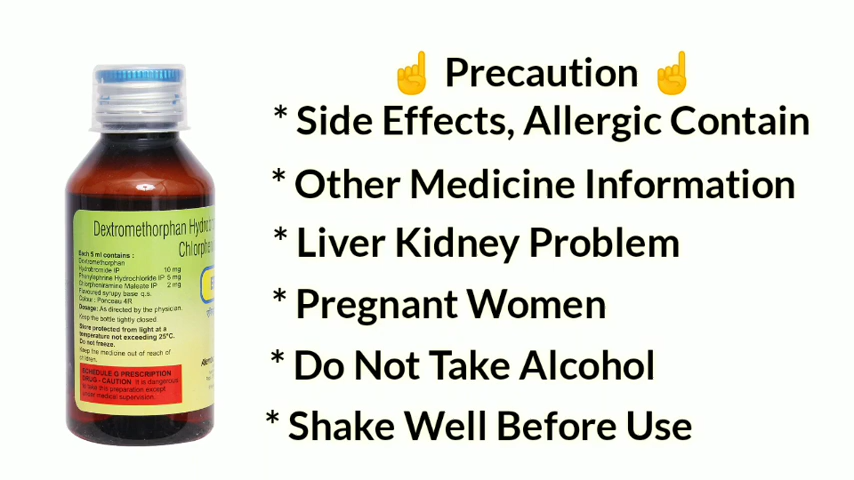 ☝ Precaution ☝
* Side Effects, Allergic Contain
* Other Medicine Information
* Liver Kidney Problem
* Pregnant Women
* Do Not Take Alcohol
* Shake Well Before Use
Dextromethorphan
Each 5 ml contains :
Dextromethorphan
Hydrobromide IP 10 mg
Phenylephrine Hydrochloride IP 5 mg
Chlorpheniramine Maleate IP 2 mg
Flavoured syrupy base q.s.
Colour : Ponceau 4R
Dosage: As directed by the physician.
Keep the bottle tightly closed.
Store protected from light at a
temperature not exceeding 25°C.
Do not freeze.
Keep the medicine out of reach of
children.
SCHEDULE G PRESCRIPTION
DRUG - CAUTION It is dangerous
to take this preparation except
under medical supervision.